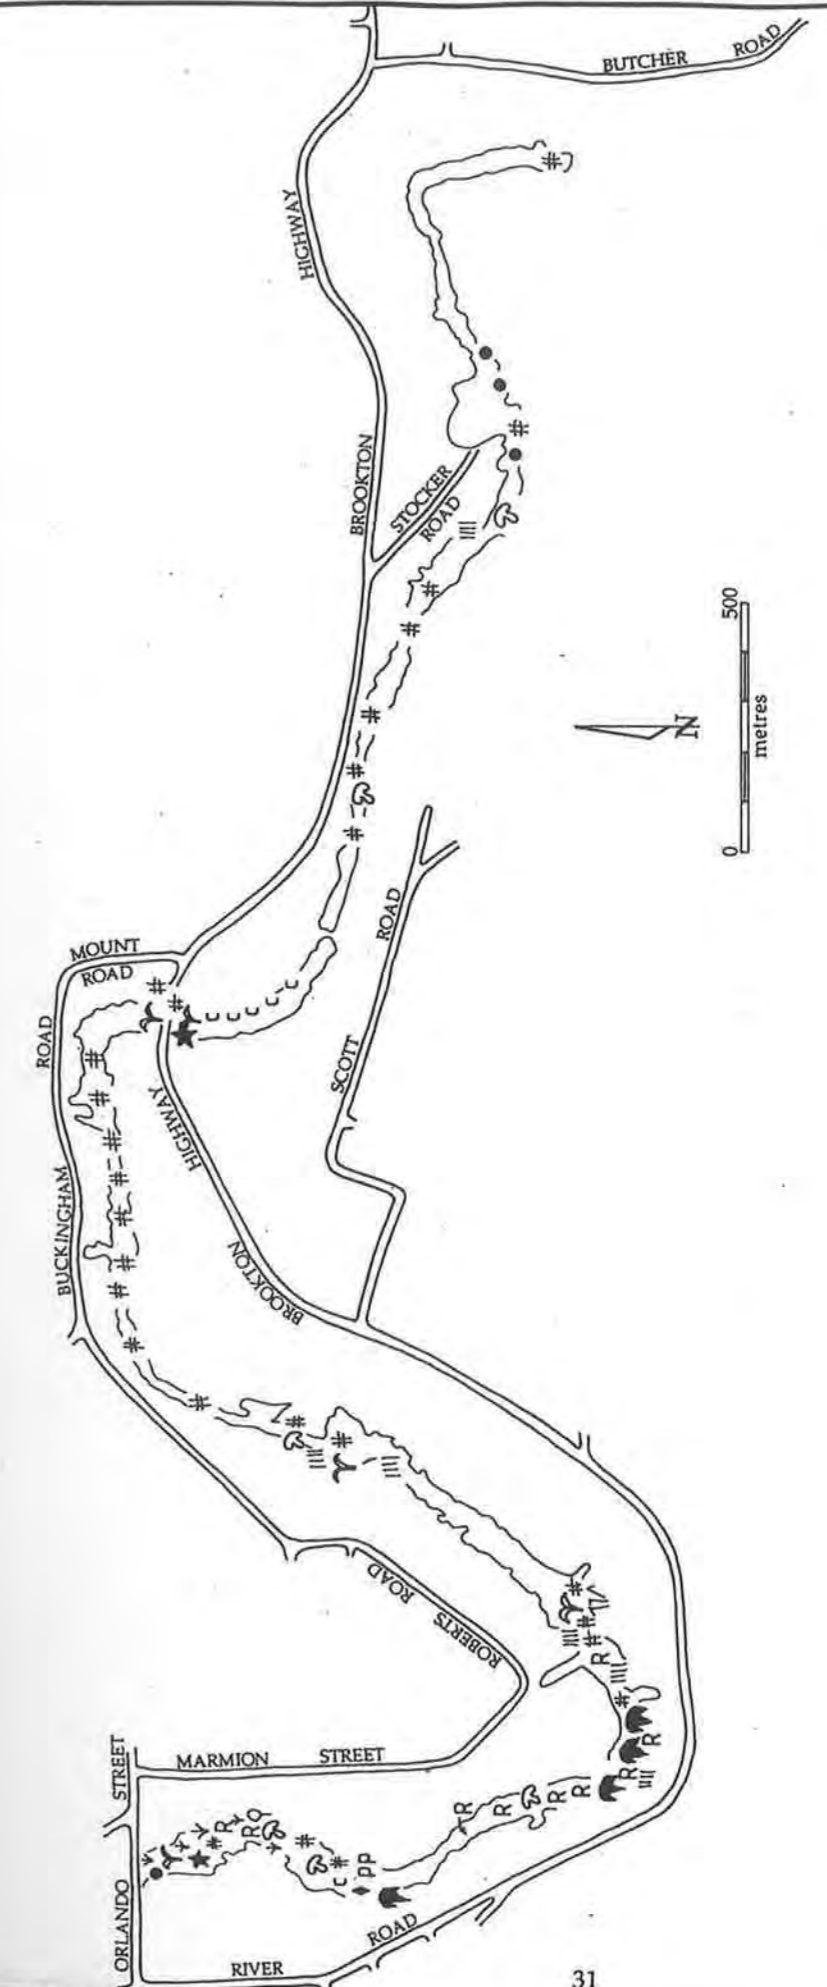 BUTCHER ROAD
HIGHWAY
BROOKTON
STOCKER
ROAD
500
metres
0
N
ROAD
SCOTT
MOUNT
ROAD
ROAD
BUCKINGHAM
HIGHWAY
BROOKTON
ROAD
ROBERTS
STREET
MARMION STREET
R
R
R
R
R
R
R
R
R
R
PP
ORLANDO
ROAD
RIVER
31